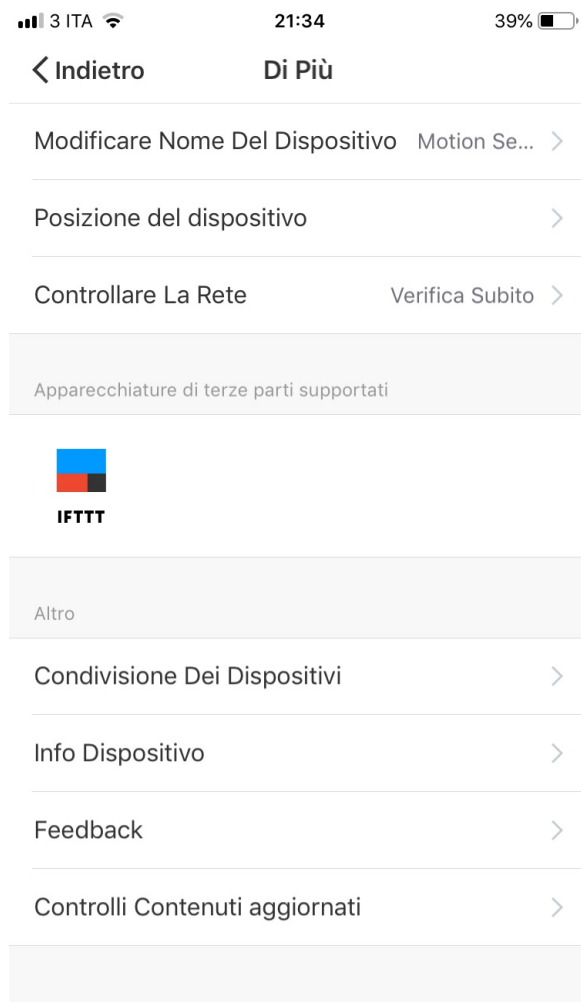 3 ITA 21:34 39%
Indietro Di Più
Modificare Nome Del Dispositivo Motion Se...
Posizione del dispositivo
Controllare La Rete Verifica Subito
Apparecchiature di terze parti supportati
IFTTT
Altro
Condivisione Dei Dispositivi
Info Dispositivo
Feedback
Controlli Contenuti aggiornati